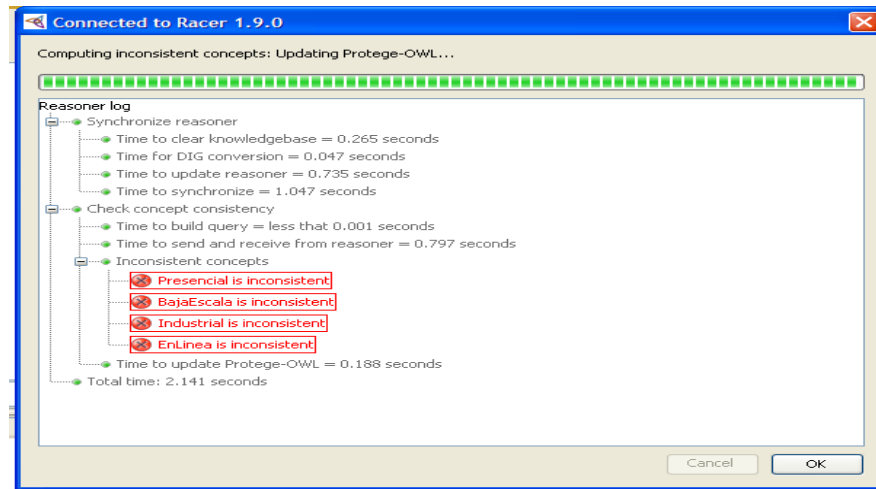 Connected to Racer 1.9.0
Computing inconsistent concepts: Updating Protege-OWL...
Reasoner log
Synchronize reasoner
Time to clear knowledgebase = 0.265 seconds
Time for DIG conversion = 0.047 seconds
Time to update reasoner = 0.735 seconds
Time to synchronize = 1.047 seconds
Check concept consistency
Time to build query = less that 0.001 seconds
Time to send and receive from reasoner = 0.797 seconds
Inconsistent concepts
Presencial is inconsistent
BajaEscala is inconsistent
Industrial is inconsistent
EnLinea is inconsistent
Time to update Protege-OWL = 0.188 seconds
Total time: 2.141 seconds
Cancel OK